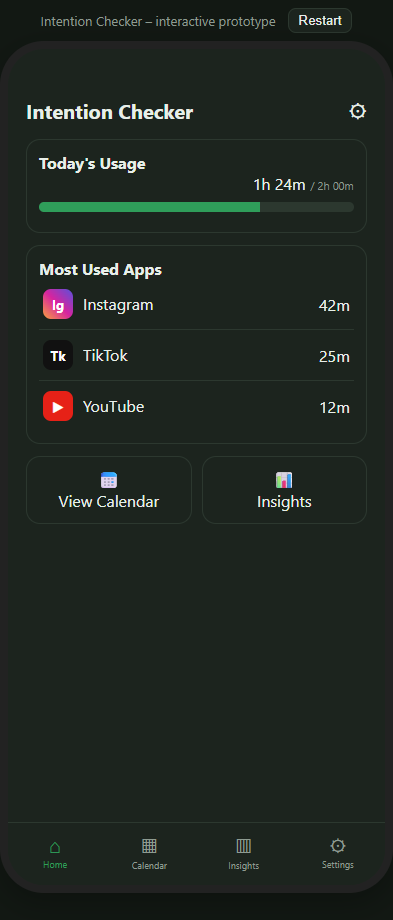 Intention Checker – interactive prototype Restart
Intention Checker
Today's Usage
1h 24m / 2h 00m
Most Used Apps
Ig Instagram 42m
Tk TikTok 25m
YouTube 12m
View Calendar Insights
Home Calendar Insights Settings